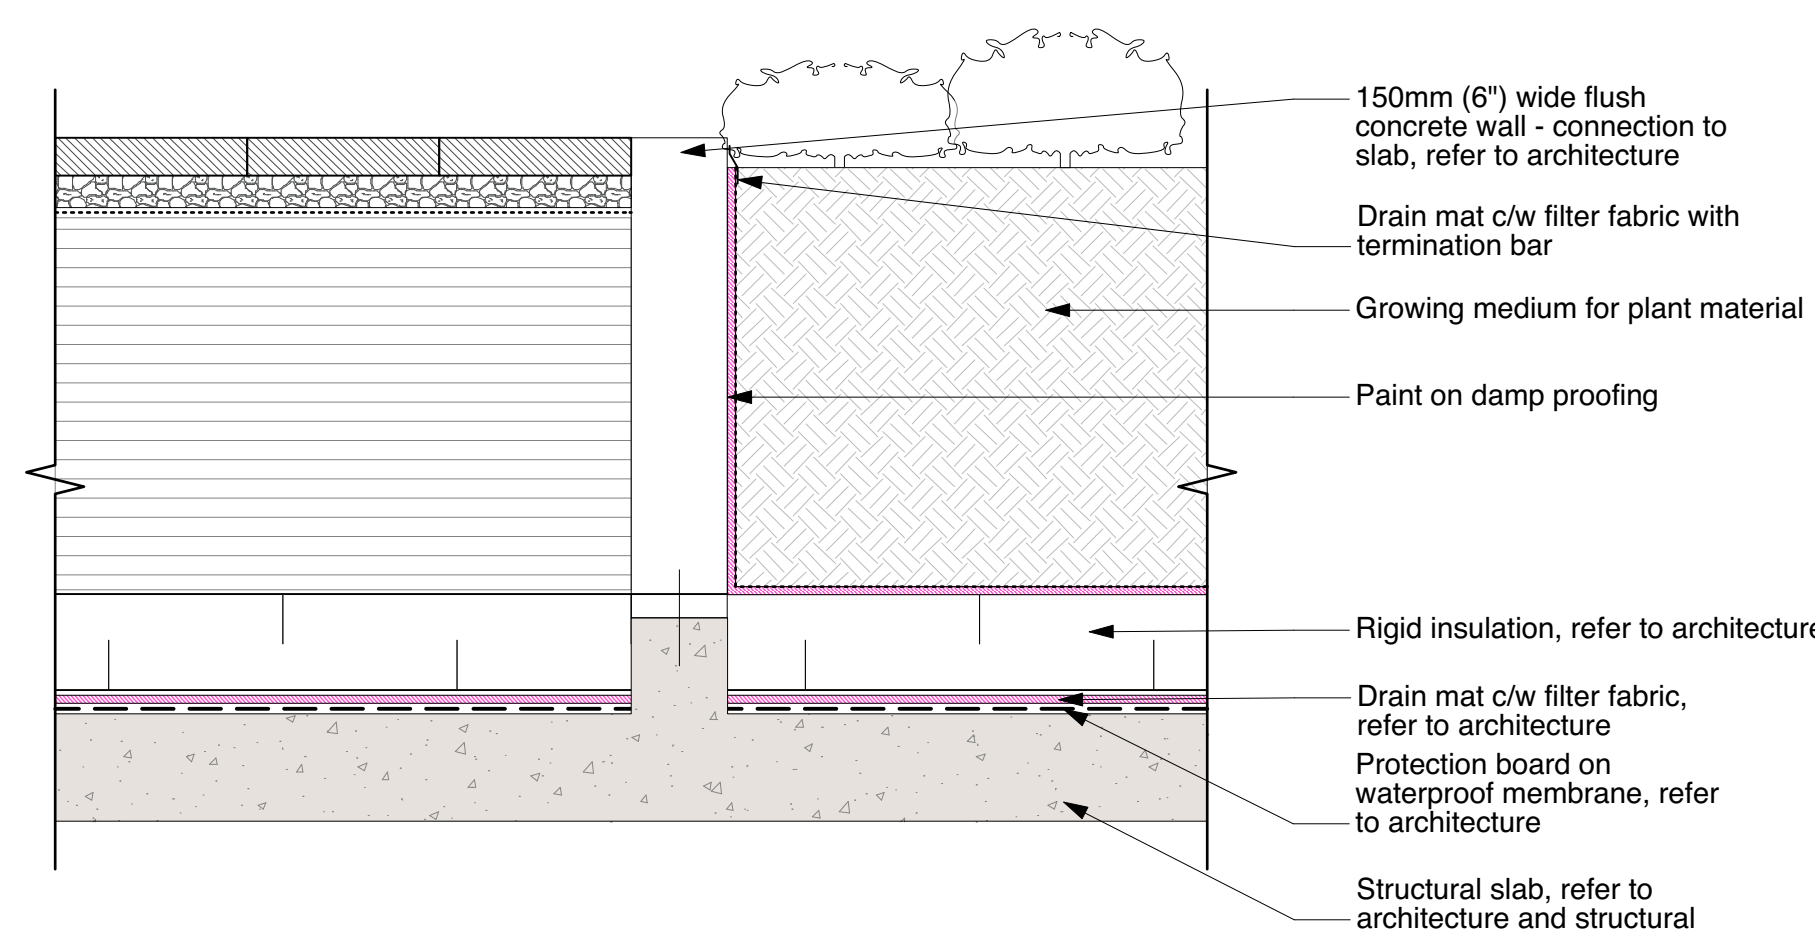 150mm (6") wide flush
concrete wall - connection to
slab, refer to architecture
Drain mat c/w filter fabric with
termination bar
Growing medium for plant material
Paint on damp proofing
Rigid insulation, refer to architecture
Drain mat c/w filter fabric,
refer to architecture
Protection board on
waterproof membrane, refer
to architecture
Structural slab, refer to
architecture and structural